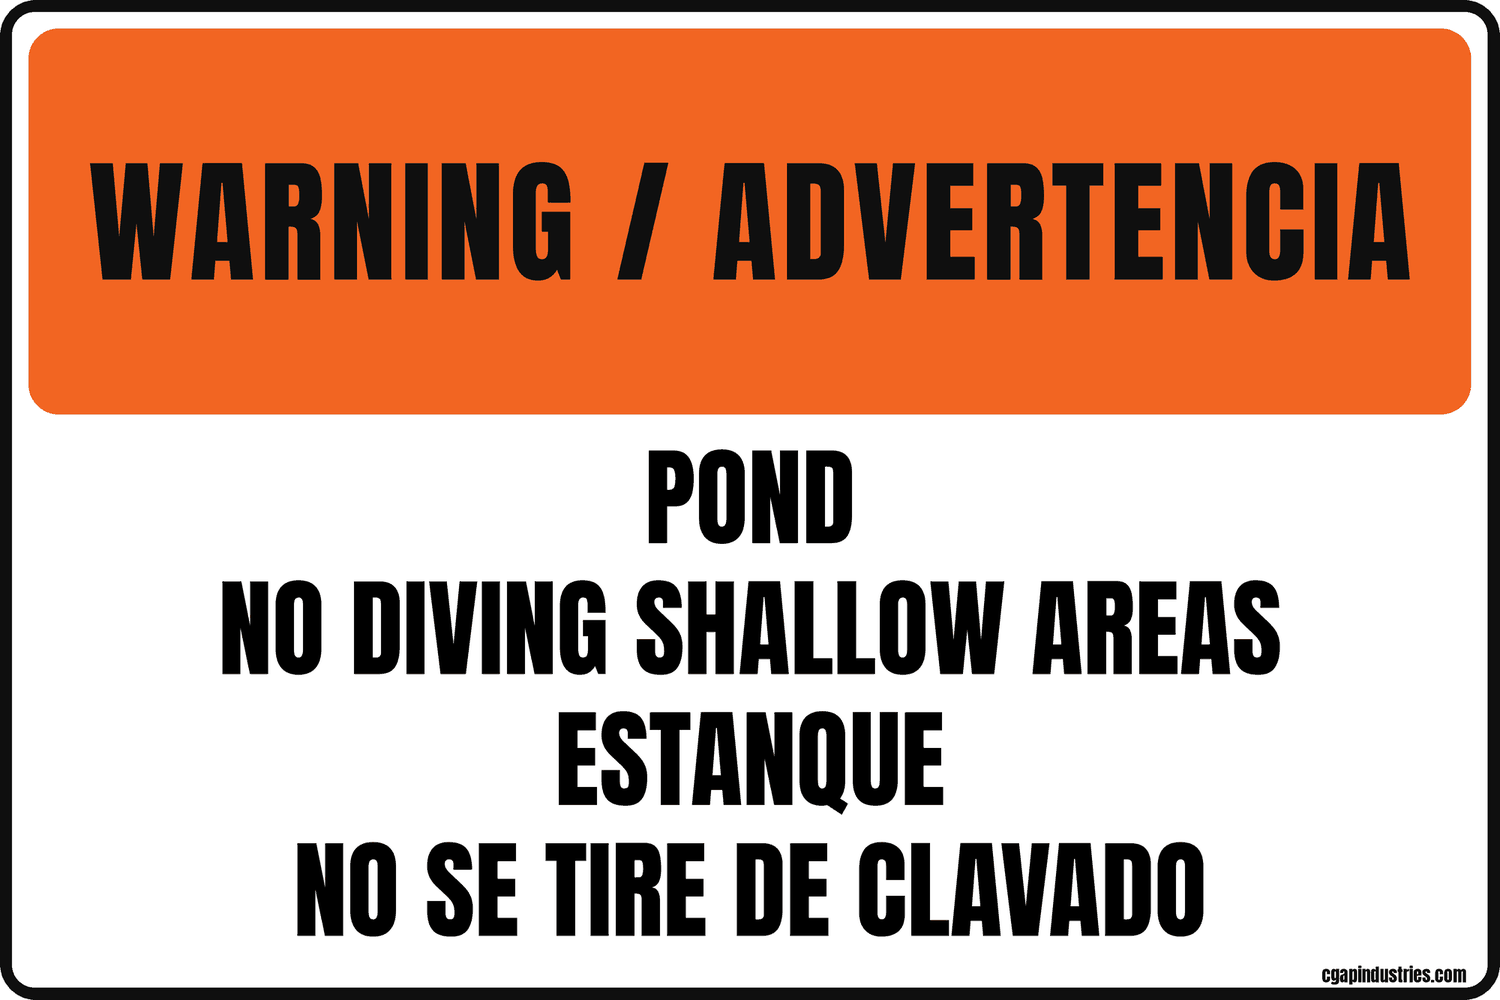 WARNING / ADVERTENCIA
POND
NO DIVING SHALLOW AREAS
ESTANQUE
NO SE TIRE DE CLAVADO
cgapindustries.com